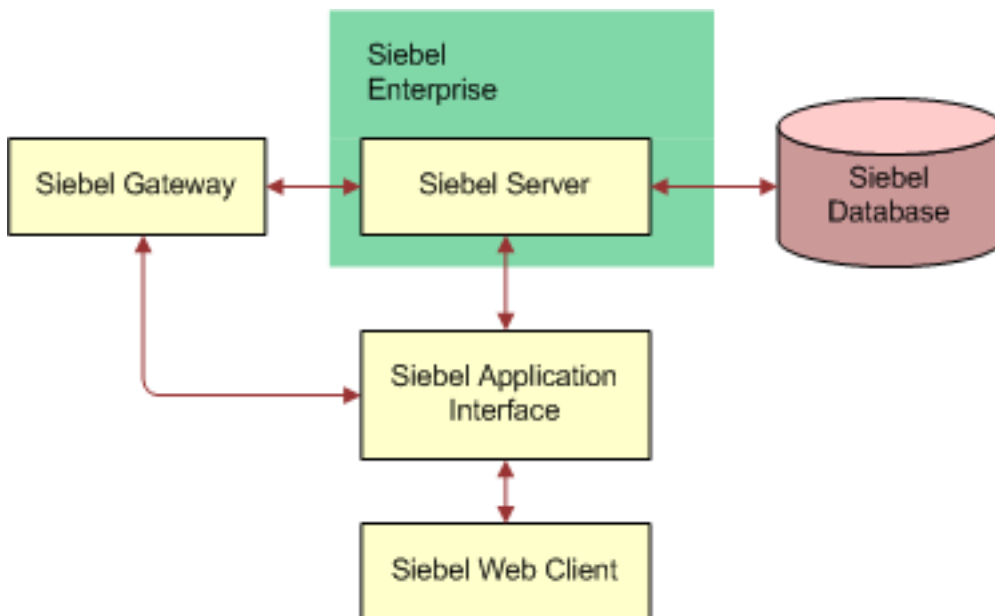 Siebel
Enterprise
Siebel Gateway
Siebel Server
Siebel
Database
Siebel Application
Interface
Siebel Web Client